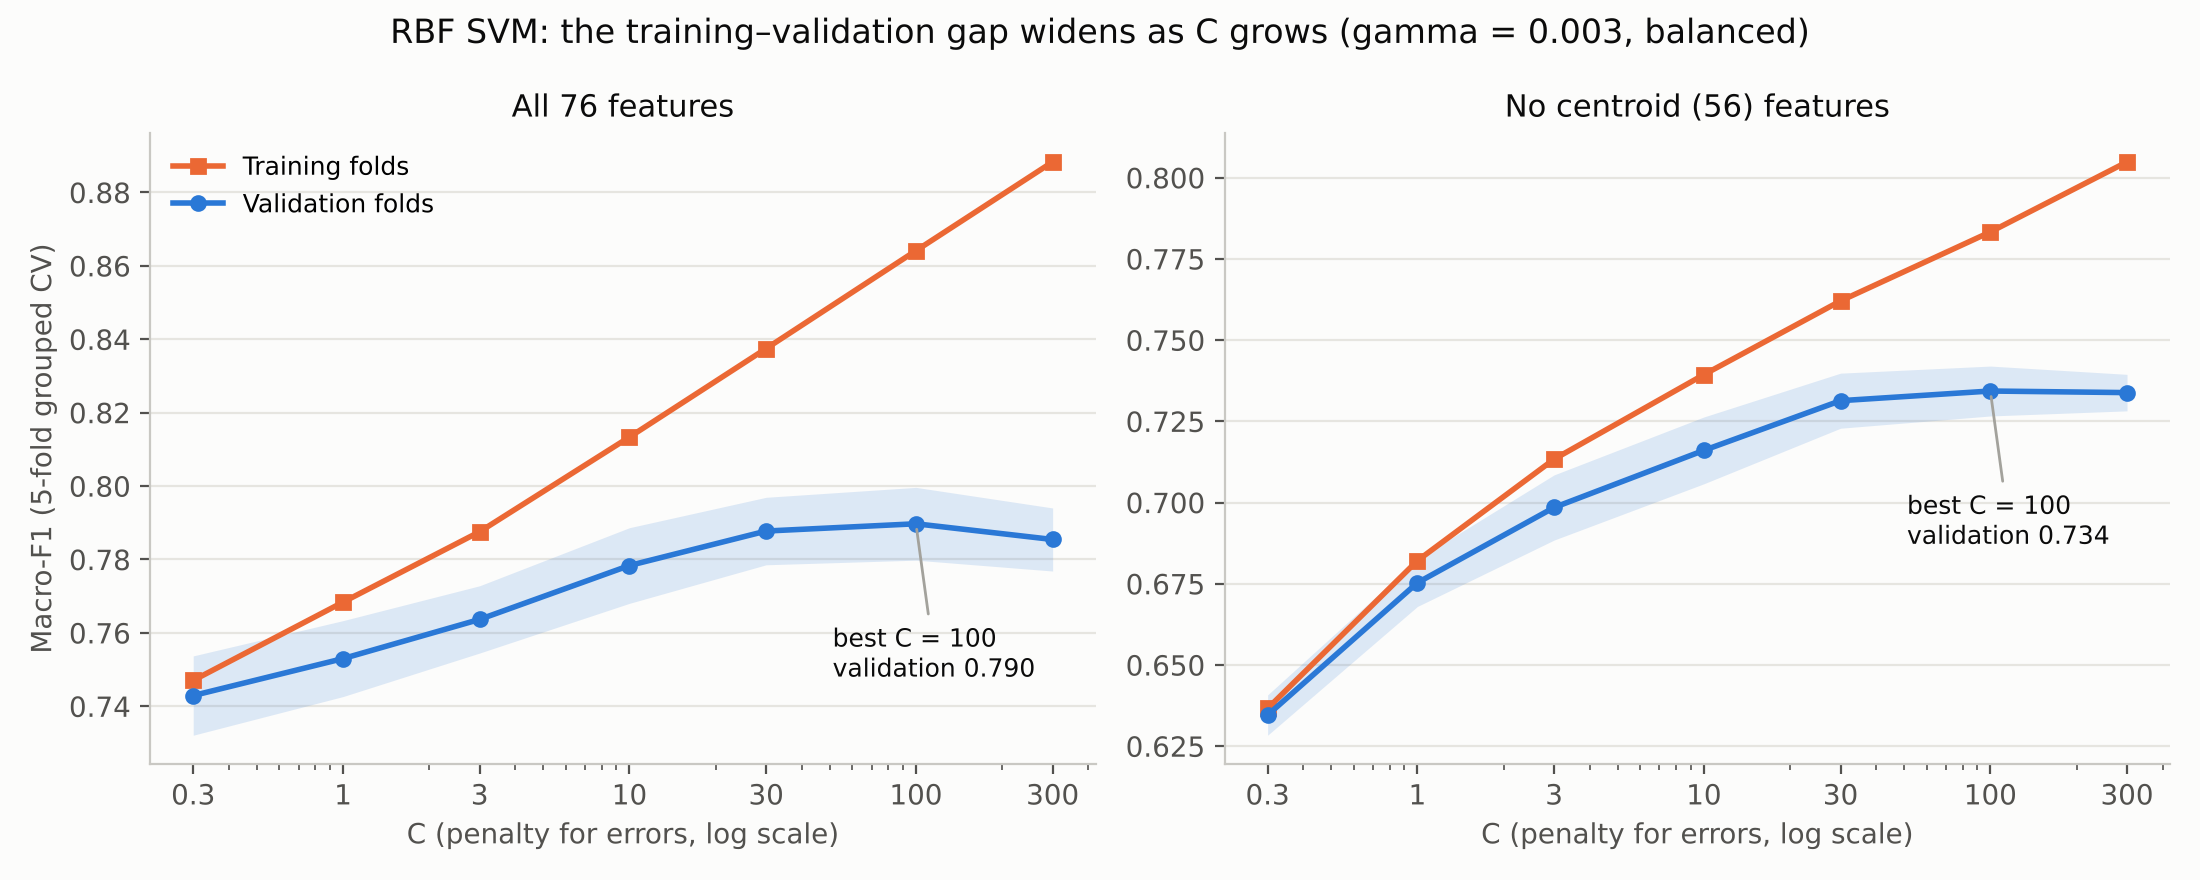 RBF SVM: the training–validation gap widens as C grows (gamma = 0.003, balanced)
All 76 features
Training folds
Validation folds
Macro-F1 (5-fold grouped CV)
0.88
0.86
0.84
0.82
0.80
0.78
0.76
0.74
best C = 100
validation 0.790
0.3 1 3 10 30 100 300
C (penalty for errors, log scale)
No centroid (56) features
0.800
0.775
0.750
0.725
0.700
0.675
0.650
0.625
best C = 100
validation 0.734
0.3 1 3 10 30 100 300
C (penalty for errors, log scale)